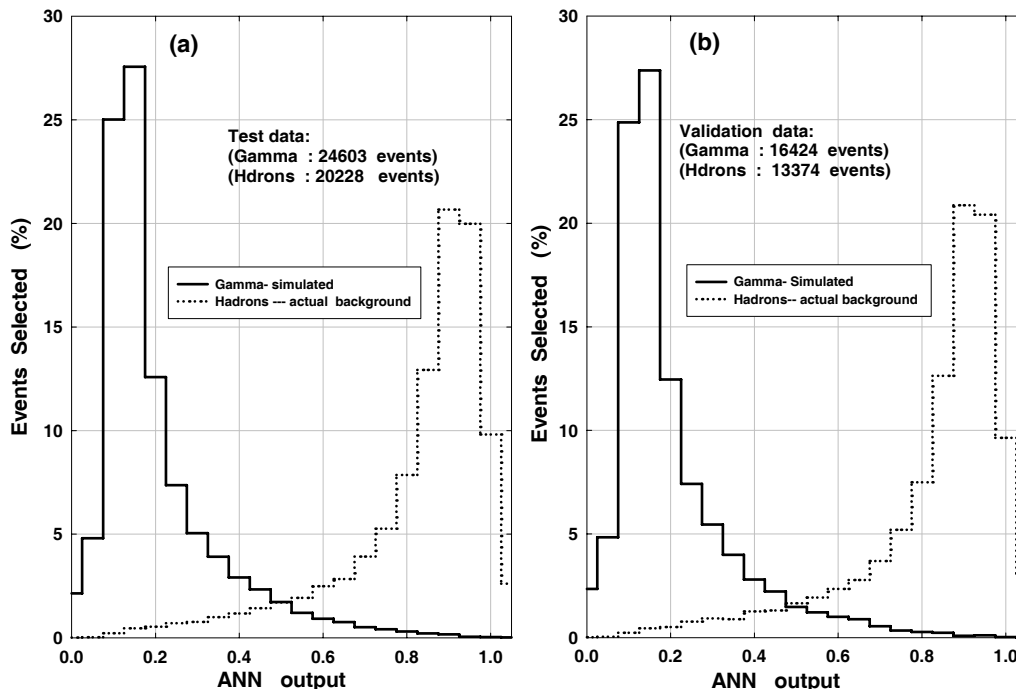 (a)
Test data:
(Gamma : 24603 events)
(Hdrons : 20228 events)
Gamma- simulated
Hadrons --- actual background
Events Selected (%)
30
25
20
15
10
5
0
0.0 0.2 0.4 0.6 0.8 1.0
ANN output
(b)
Validation data:
(Gamma : 16424 events)
(Hdrons : 13374 events)
Gamma- Simulated
Hadrons-- actual background
Events Selected (%)
30
25
20
15
10
5
0
0.0 0.2 0.4 0.6 0.8 1.0
ANN output